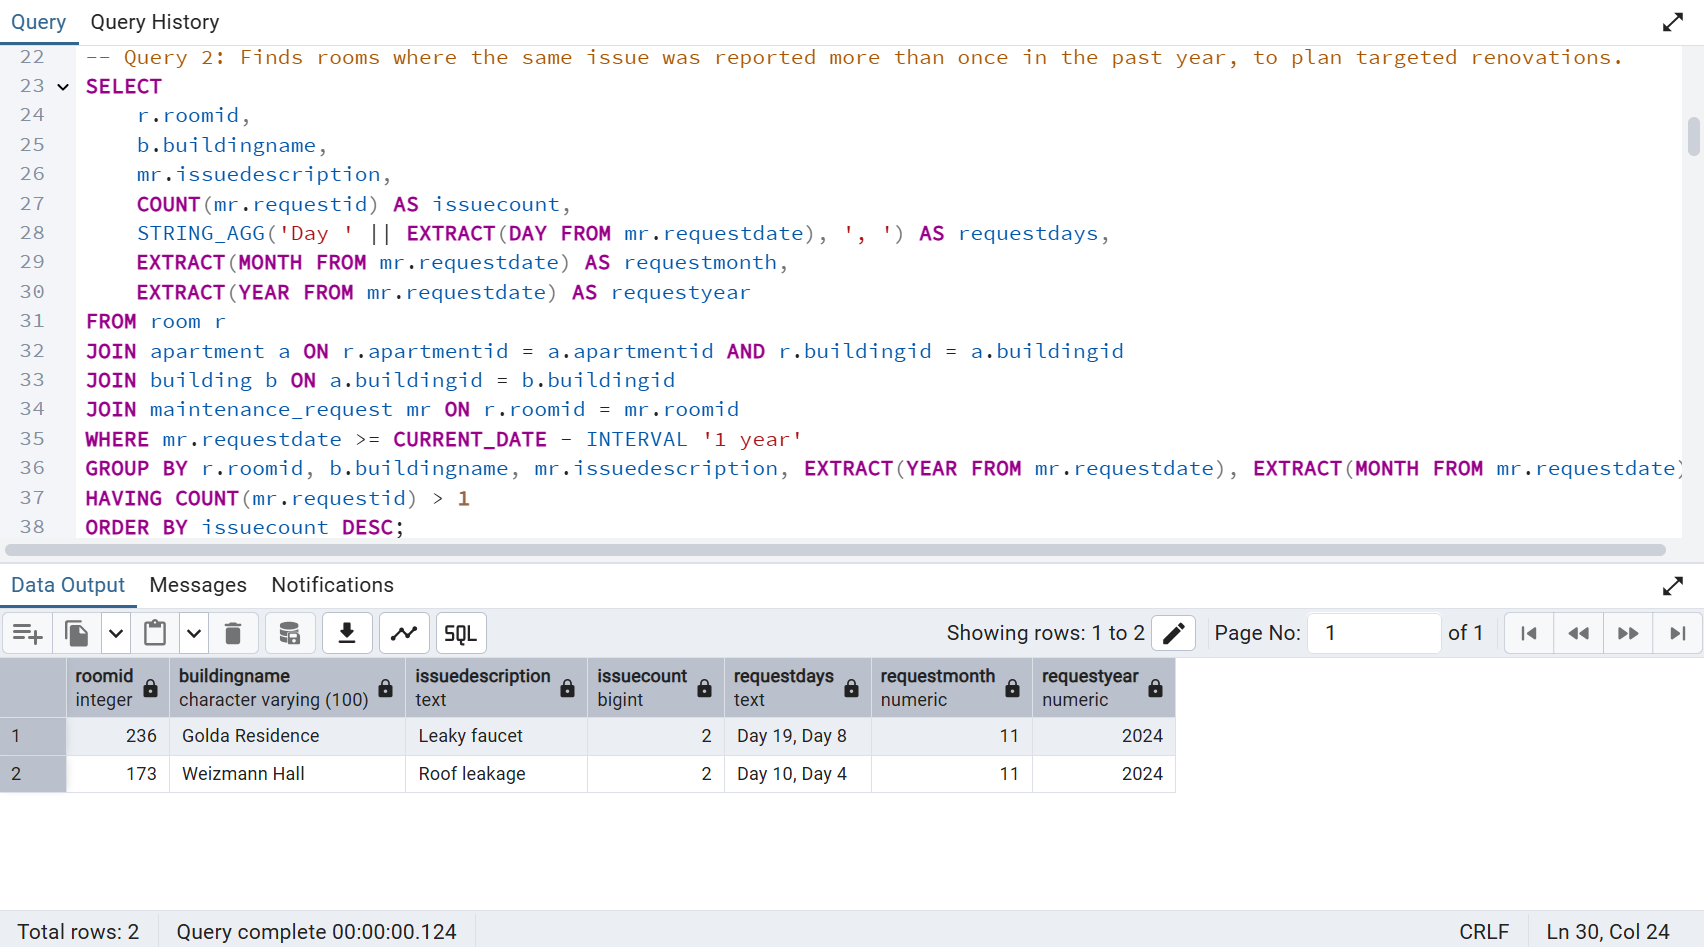 Query Query History
22 -- Query 2: Finds rooms where the same issue was reported more than once in the past year, to plan targeted renovations.
23 SELECT
24 r.roomid,
25 b.buildingname,
26 mr.issuedescription,
27 COUNT(mr.requestid) AS issuecount,
28 STRING_AGG('Day ' || EXTRACT(DAY FROM mr.requestdate), ', ') AS requestdays,
29 EXTRACT(MONTH FROM mr.requestdate) AS requestmonth,
30 EXTRACT(YEAR FROM mr.requestdate) AS requestyear
31 FROM room r
32 JOIN apartment a ON r.apartmentid = a.apartmentid AND r.buildingid = a.buildingid
33 JOIN building b ON a.buildingid = b.buildingid
34 JOIN maintenance_request mr ON r.roomid = mr.roomid
35 WHERE mr.requestdate >= CURRENT_DATE - INTERVAL '1 year'
36 GROUP BY r.roomid, b.buildingname, mr.issuedescription, EXTRACT(YEAR FROM mr.requestdate), EXTRACT(MONTH FROM mr.requestdate)
37 HAVING COUNT(mr.requestid) > 1
38 ORDER BY issuecount DESC;
Data Output Messages Notifications
SQL Showing rows: 1 to 2 Page No: 1 of 1
roomid buildingname issuedescription issuecount requestdays requestmonth requestyear
integer character varying (100) text bigint text numeric numeric
1 236 Golda Residence Leaky faucet 2 Day 19, Day 8 11 2024
2 173 Weizmann Hall Roof leakage 2 Day 10, Day 4 11 2024
Total rows: 2 Query complete 00:00:00.124 CRLF Ln 30, Col 24